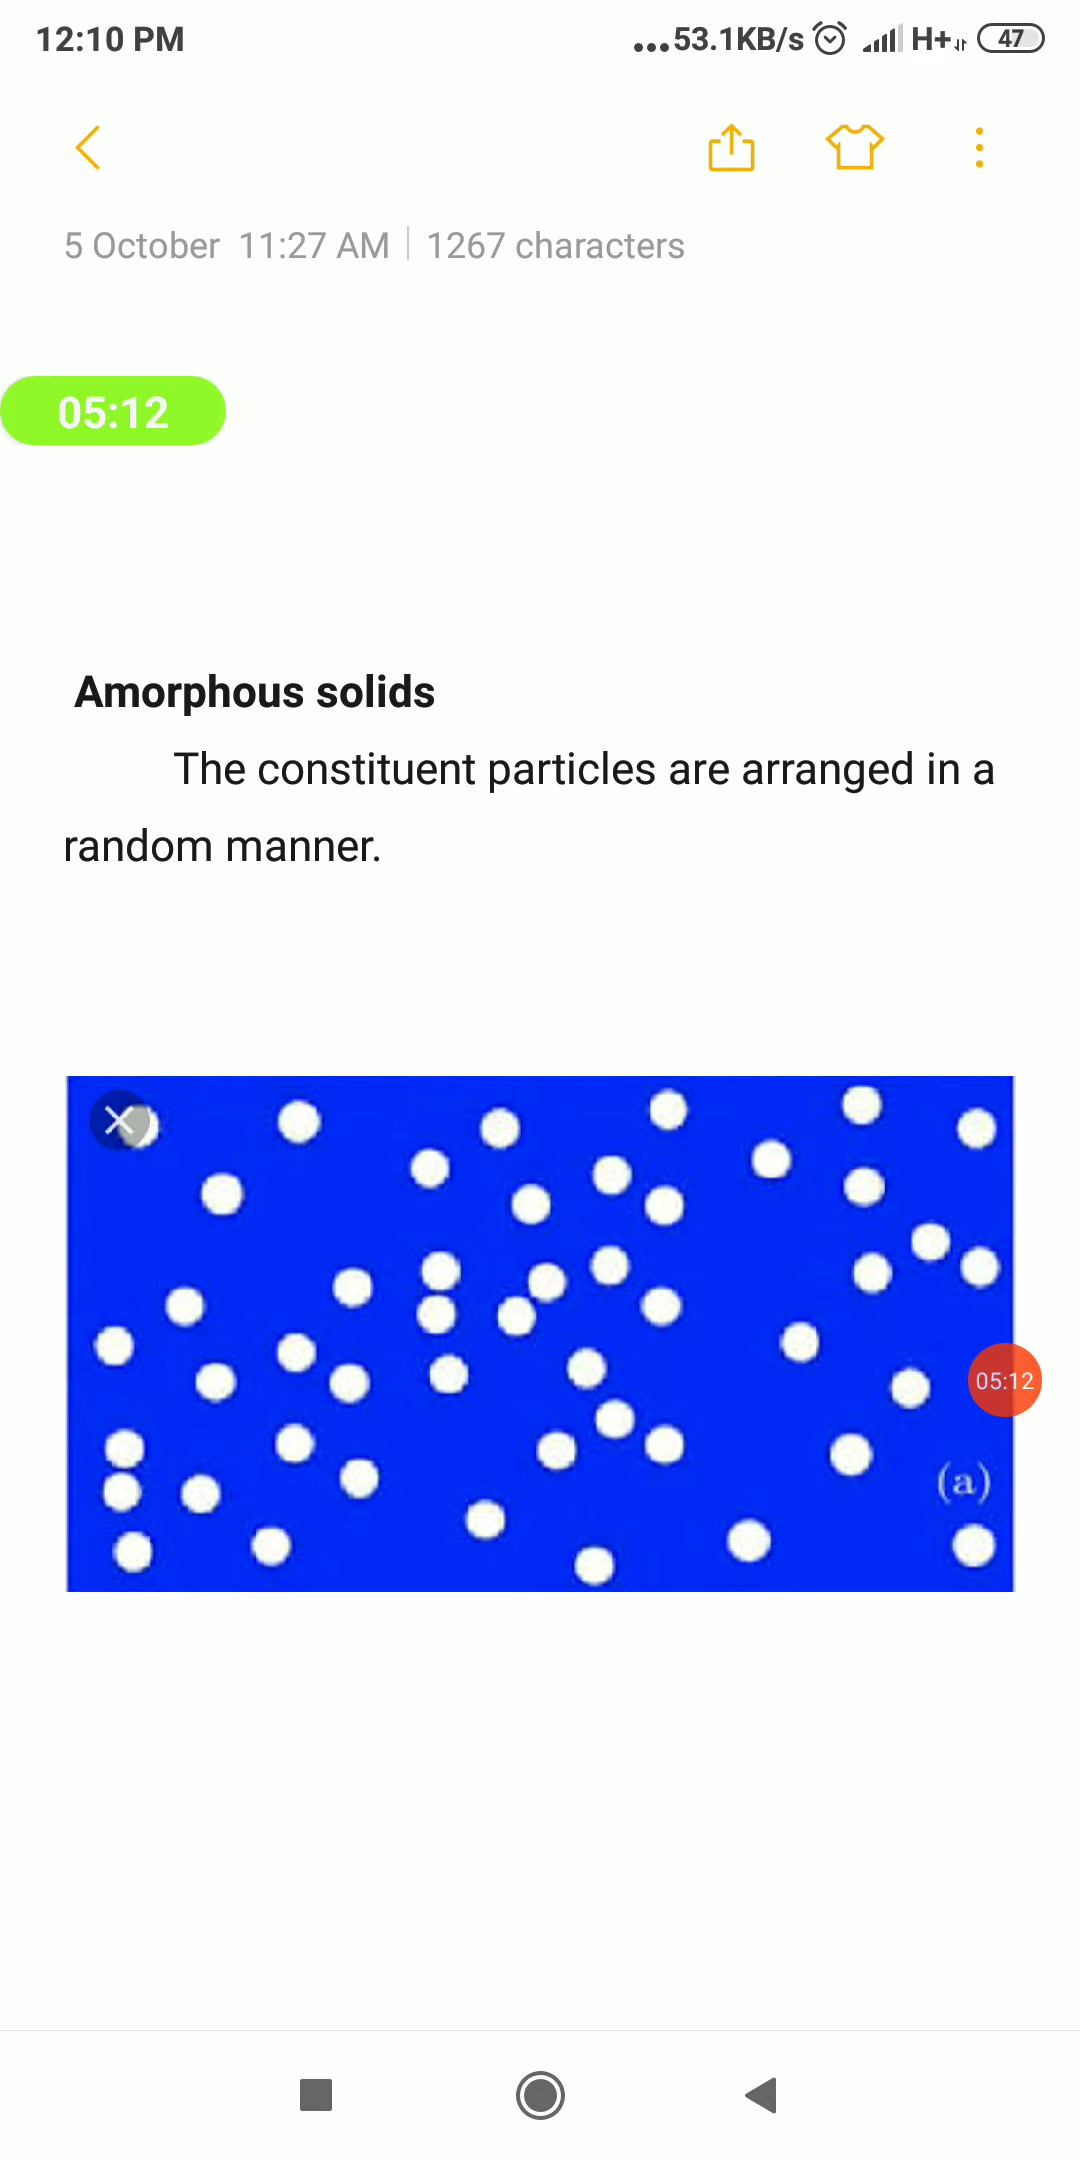 12:10 PM
...53.1KB/s H+ 47
5 October 11:27 AM | 1267 characters
05:12
Amorphous solids
The constituent particles are arranged in a
random manner.
05:12
(a)